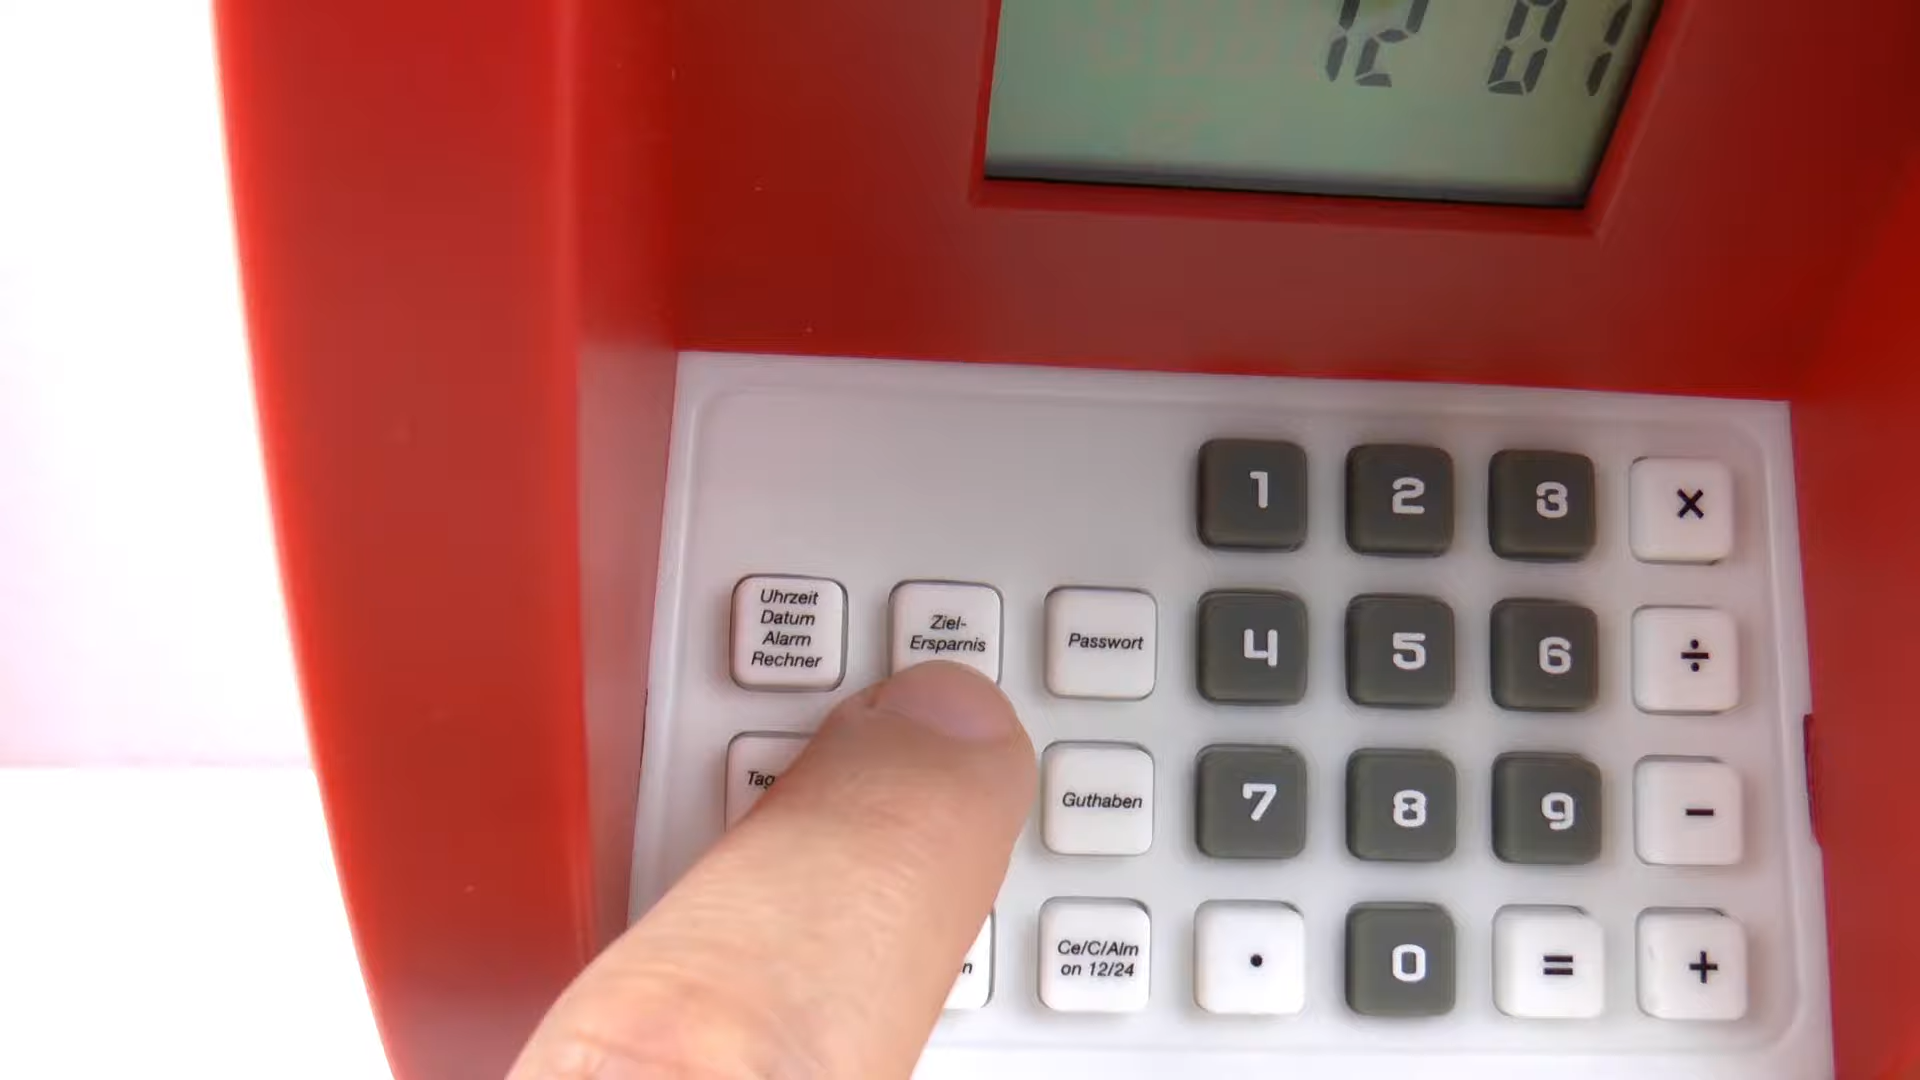 12 01
1 2 3 ×
Uhrzeit
Datum
Alarm
Rechner
Ziel-
Ersparnis
Passwort
4 5 6 ÷
Guthaben
7 8 9 −
Ce/C/Alm
on 12/24
• 0 = +